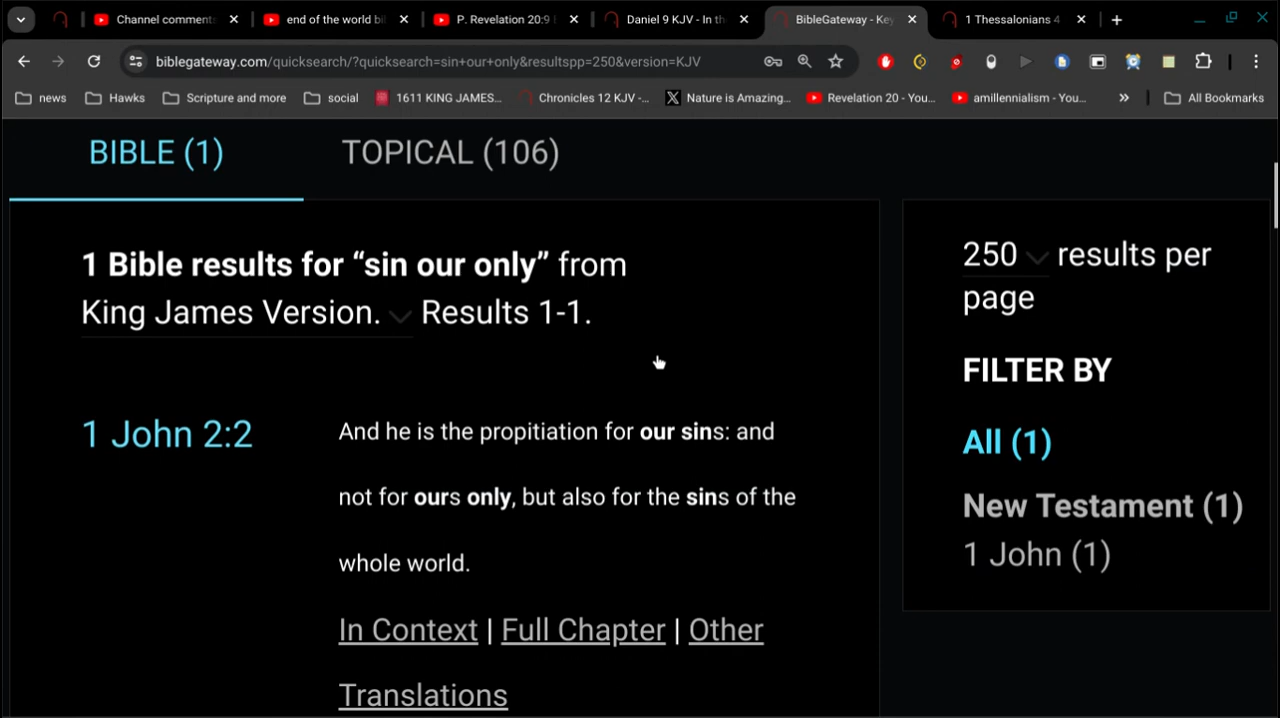 Channel comment
end of the world bi
P. Revelation 20:9
Daniel 9 KJV - In th
BibleGateway - Key
1 Thessalonians 4
biblegateway.com/quicksearch/?quicksearch=sin+our+only&resultspp=250&version=KJV
news
Hawks
Scripture and more
social
1611 KING JAMES...
Chronicles 12 KJV -...
Nature is Amazing...
Revelation 20 - You...
amillennialism - You...
»
All Bookmarks
BIBLE (1)
TOPICAL (106)
1 Bible results for “sin our only” from
King James Version. Results 1-1.
1 John 2:2
And he is the propitiation for our sins: and
not for ours only, but also for the sins of the
whole world.
In Context | Full Chapter | Other
Translations
250 results per
page
FILTER BY
All (1)
New Testament (1)
1 John (1)